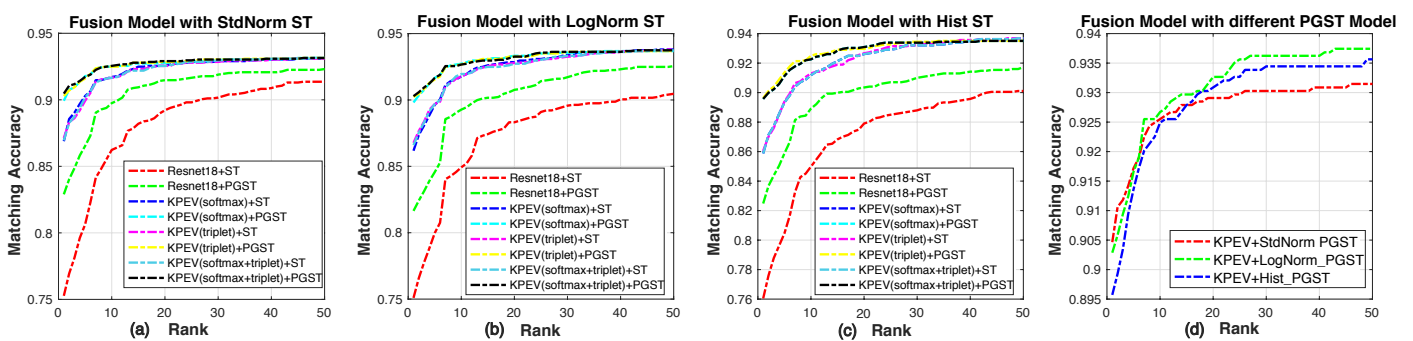 Fusion Model with StdNorm ST
Matching Accuracy
0.95
0.9
0.85
0.8
0.75
Resnet18+ST
Resnet18+PGST
KPEV(softmax)+ST
KPEV(softmax)+PGST
KPEV(triplet)+ST
KPEV(triplet)+PGST
KPEV(softmax+triplet)+ST
KPEV(softmax+triplet)+PGST
0 10 20 30 40 50
(a) Rank
Fusion Model with LogNorm ST
Matching Accuracy
0.95
0.9
0.85
0.8
0.75
Resnet18+ST
Resnet18+PGST
KPEV(softmax)+ST
KPEV(softmax)+PGST
KPEV(triplet)+ST
KPEV(triplet)+PGST
KPEV(softmax+triplet)+ST
KPEV(softmax+triplet)+PGST
0 10 20 30 40 50
(b) Rank
Fusion Model with Hist ST
Matching Accuracy
0.94
0.92
0.9
0.88
0.86
0.84
0.82
0.8
0.78
0.76
Resnet18+ST
Resnet18+PGST
KPEV(softmax)+ST
KPEV(softmax)+PGST
KPEV(triplet)+ST
KPEV(triplet)+PGST
KPEV(softmax+triplet)+ST
KPEV(softmax+triplet)+PGST
0 10 20 30 40 50
(c) Rank
Fusion Model with different PGST Model
Matching Accuracy
0.94
0.935
0.93
0.925
0.92
0.915
0.91
0.905
0.9
0.895
KPEV+StdNorm PGST
KPEV+LogNorm_PGST
KPEV+Hist_PGST
0 10 20 30 40 50
(d) Rank